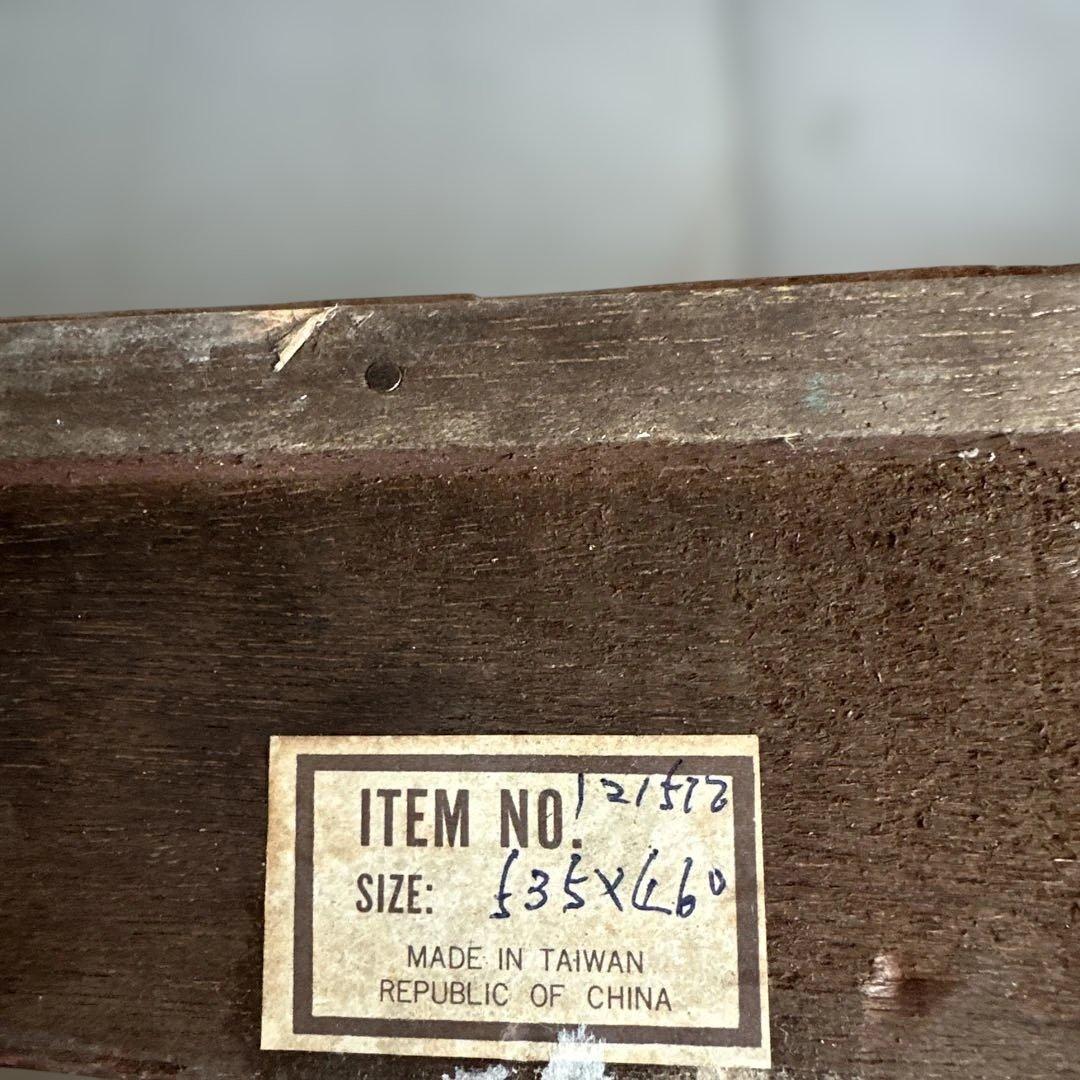 ITEM NO. 121572
SIZE: 535X460
MADE IN TAIWAN
REPUBLIC OF CHINA